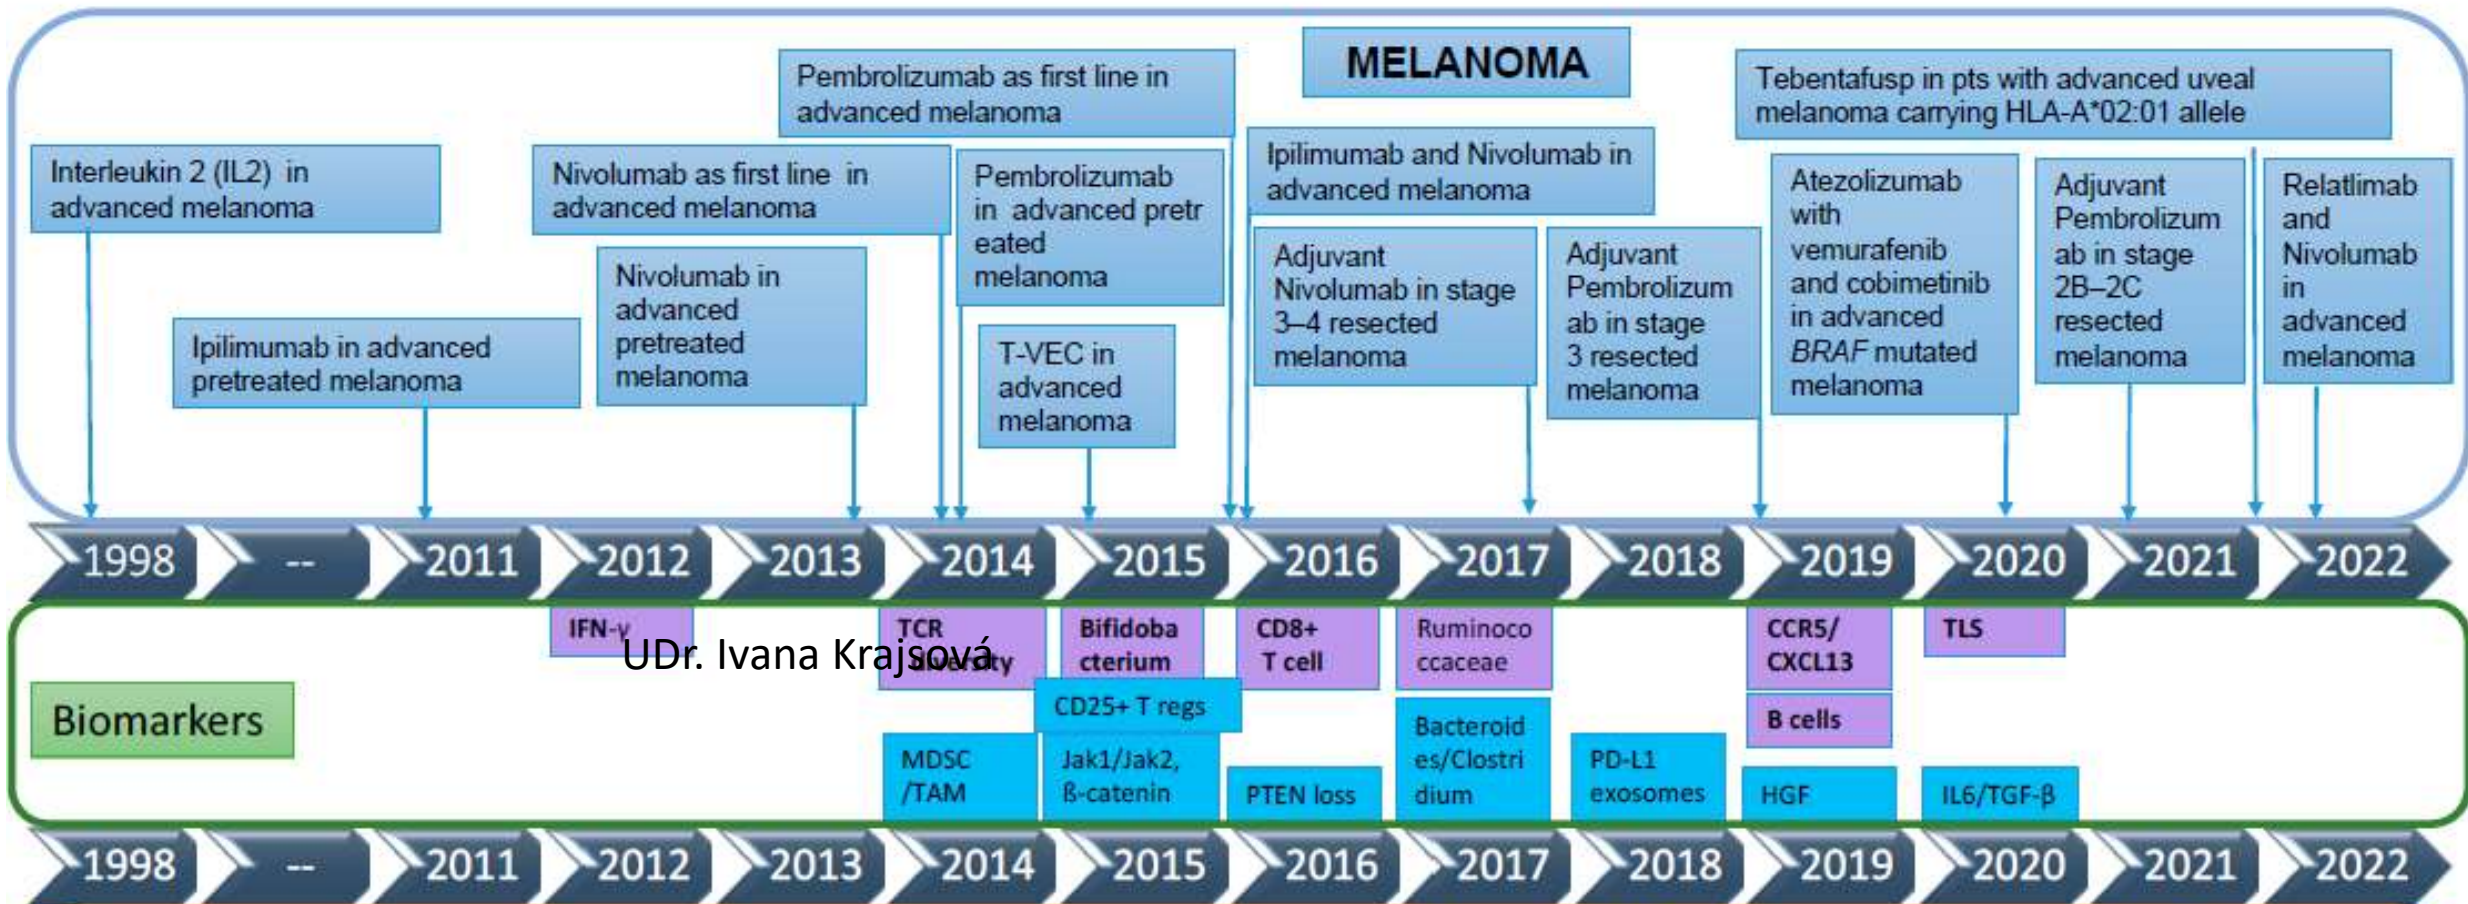 MELANOMA
Pembrolizumab as first line in
advanced melanoma
Tebentafusp in pts with advanced uveal
melanoma carrying HLA-A*02:01 allele
Interleukin 2 (IL2) in
advanced melanoma
Nivolumab as first line in
advanced melanoma
Pembrolizumab
in advanced pretr
eated
melanoma
Ipilimumab and Nivolumab in
advanced melanoma
Atezolizumab
with
vemurafenib
and cobimetinib
in advanced
BRAF mutated
melanoma
Adjuvant
Pembrolizum
ab in stage
2B–2C
resected
melanoma
Relatlimab
and
Nivolumab
in
advanced
melanoma
Ipilimumab in advanced
pretreated melanoma
Nivolumab in
advanced
pretreated
melanoma
T-VEC in
advanced
melanoma
Adjuvant
Nivolumab in stage
3–4 resected
melanoma
Adjuvant
Pembrolizum
ab in stage
3 resected
melanoma
1998 -- 2011 2012 2013 2014 2015 2016 2017 2018 2019 2020 2021 2022
Biomarkers
IFN-γ
UDr. Ivana Krajsová
TCR
diversity
Bifidoba
cterium
CD8+
T cell
Ruminoco
ccaceae
CCR5/
CXCL13
TLS
CD25+ T regs
B cells
MDSC
/TAM
Jak1/Jak2,
ß-catenin
PTEN loss
Bacteroid
es/Clostri
dium
PD-L1
exosomes
HGF
IL6/TGF-β
1998 -- 2011 2012 2013 2014 2015 2016 2017 2018 2019 2020 2021 2022